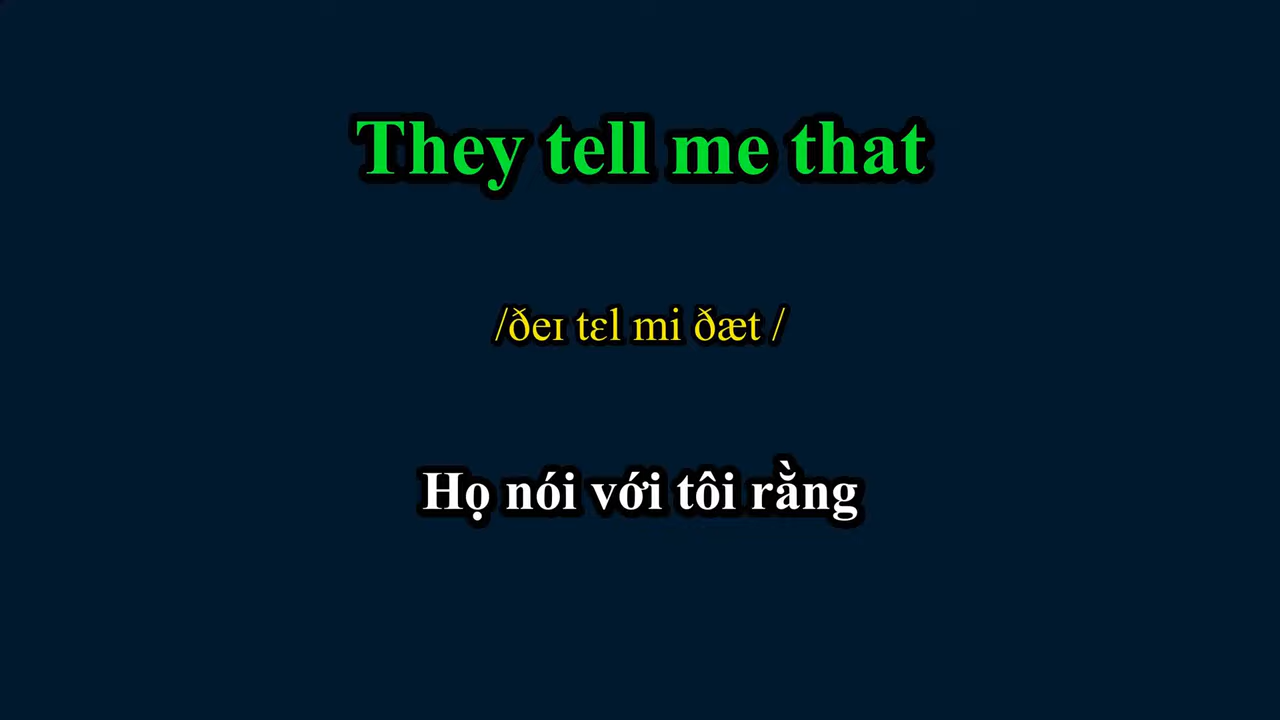 They tell me that
/ðeɪ tɛl mi ðæt /
Họ nói với tôi rằng